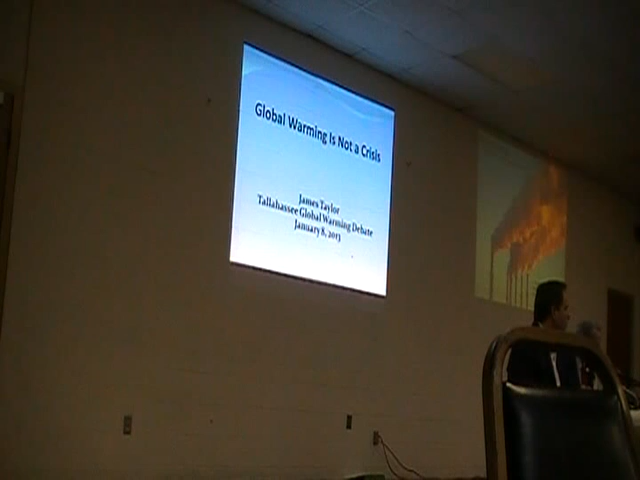 Global Warming Is Not a Crisis
James Taylor
Tallahassee Global Warming Debate
January 8, 2013